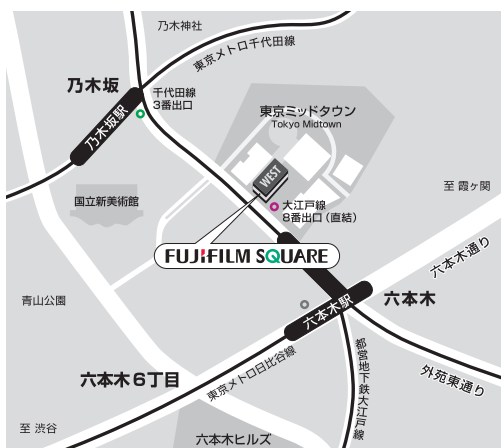 乃木神社
東京メトロ千代田線
乃木坂
千代田線
3番出口
乃木坂駅
東京ミッドタウン
Tokyo Midtown
WEST
国立新美術館
大江戸線
8番出口(直結)
至 霞ヶ関
FUJIFILM SQUARE
六本木通り
青山公園
六本木駅
六本木
六本木6丁目
東京メトロ日比谷線
都営地下鉄大江戸線
外苑東通り
至 渋谷
六本木ヒルズ